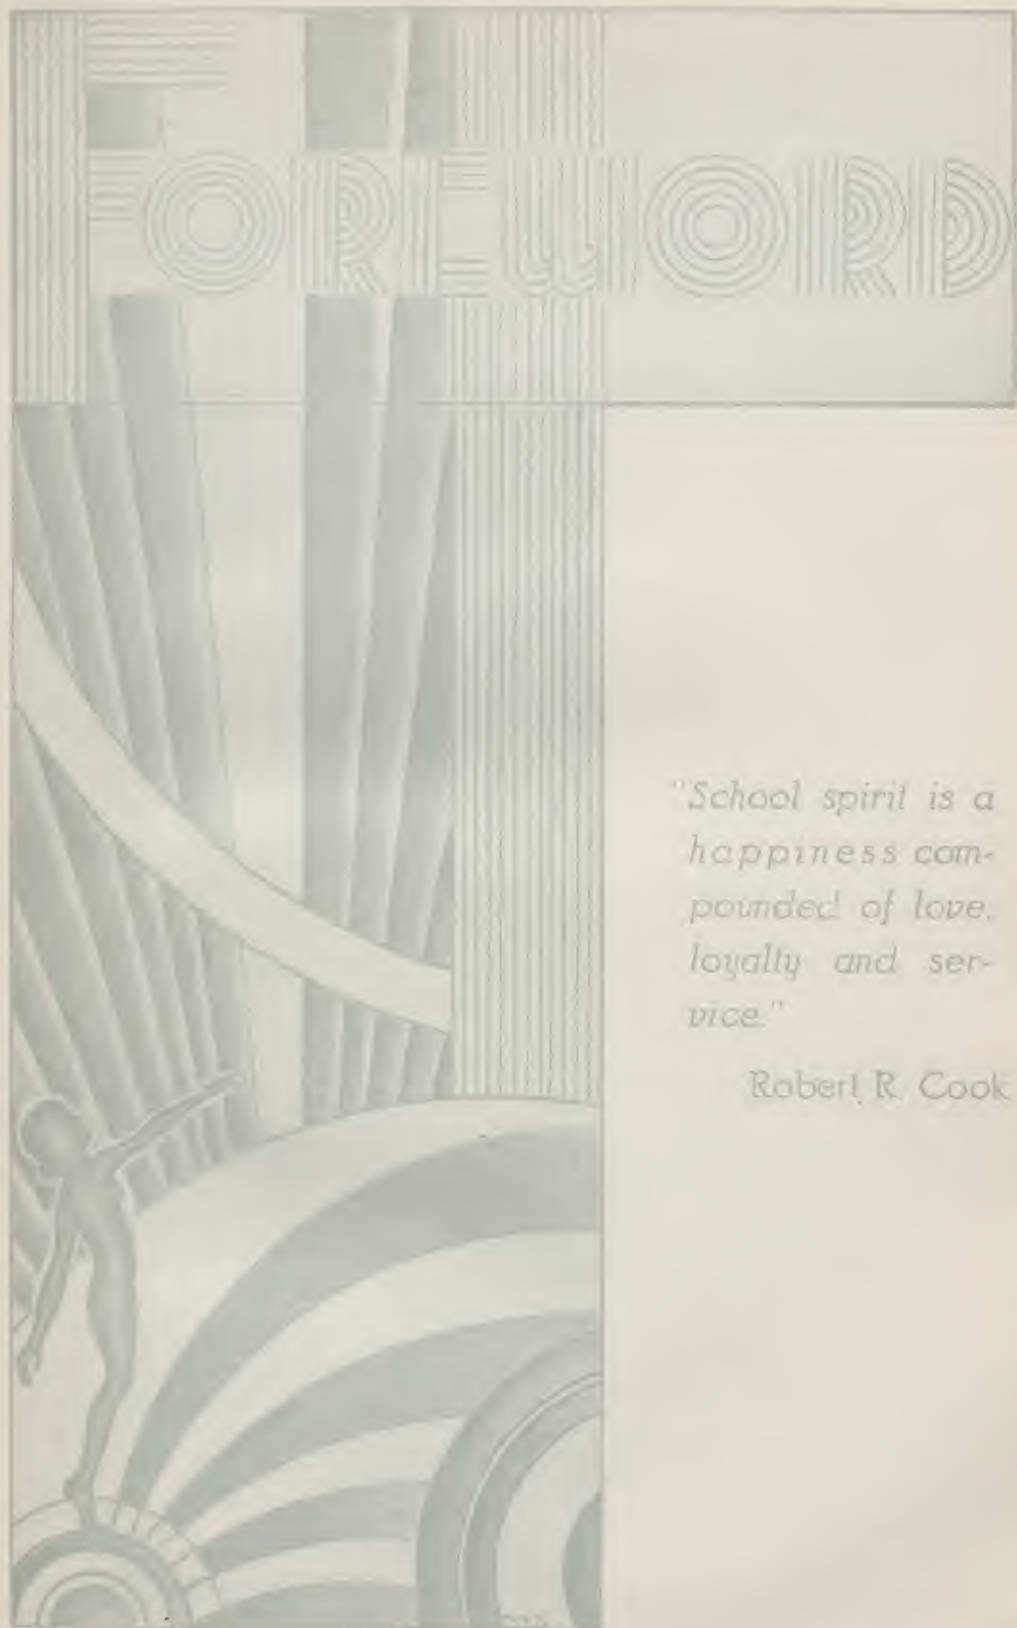 FOREWORD
"School spirit is a
happiness com-
pounded of love,
loyalty and ser-
vice."
Robert R. Cook